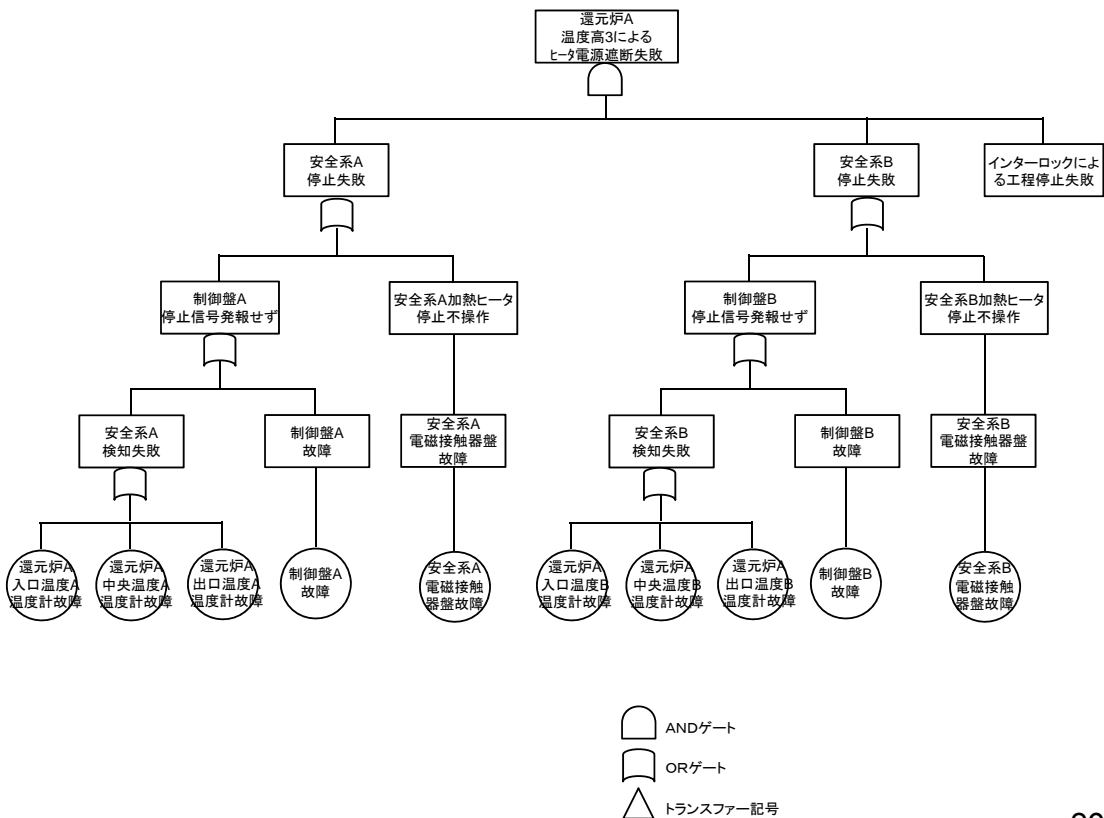 還元炉A
温度高3による
ヒータ電源遮断失敗
安全系A
停止失敗
安全系B
停止失敗
インターロックによ
る工程停止失敗
制御盤A
停止信号発報せず
安全系A加熱ヒータ
停止不操作
制御盤B
停止信号発報せず
安全系B加熱ヒータ
停止不操作
安全系A
検知失敗
制御盤A
故障
安全系A
電磁接触器盤
故障
安全系B
検知失敗
制御盤B
故障
安全系B
電磁接触器盤
故障
還元炉A
入口温度A
温度計故障
還元炉A
中央温度A
温度計故障
還元炉A
出口温度A
温度計故障
制御盤A
故障
安全系A
電磁接触
器盤故障
還元炉A
入口温度B
温度計故障
還元炉A
中央温度B
温度計故障
還元炉A
出口温度B
温度計故障
制御盤B
故障
安全系B
電磁接触
器盤故障
ANDゲート
ORゲート
トランスファー記号